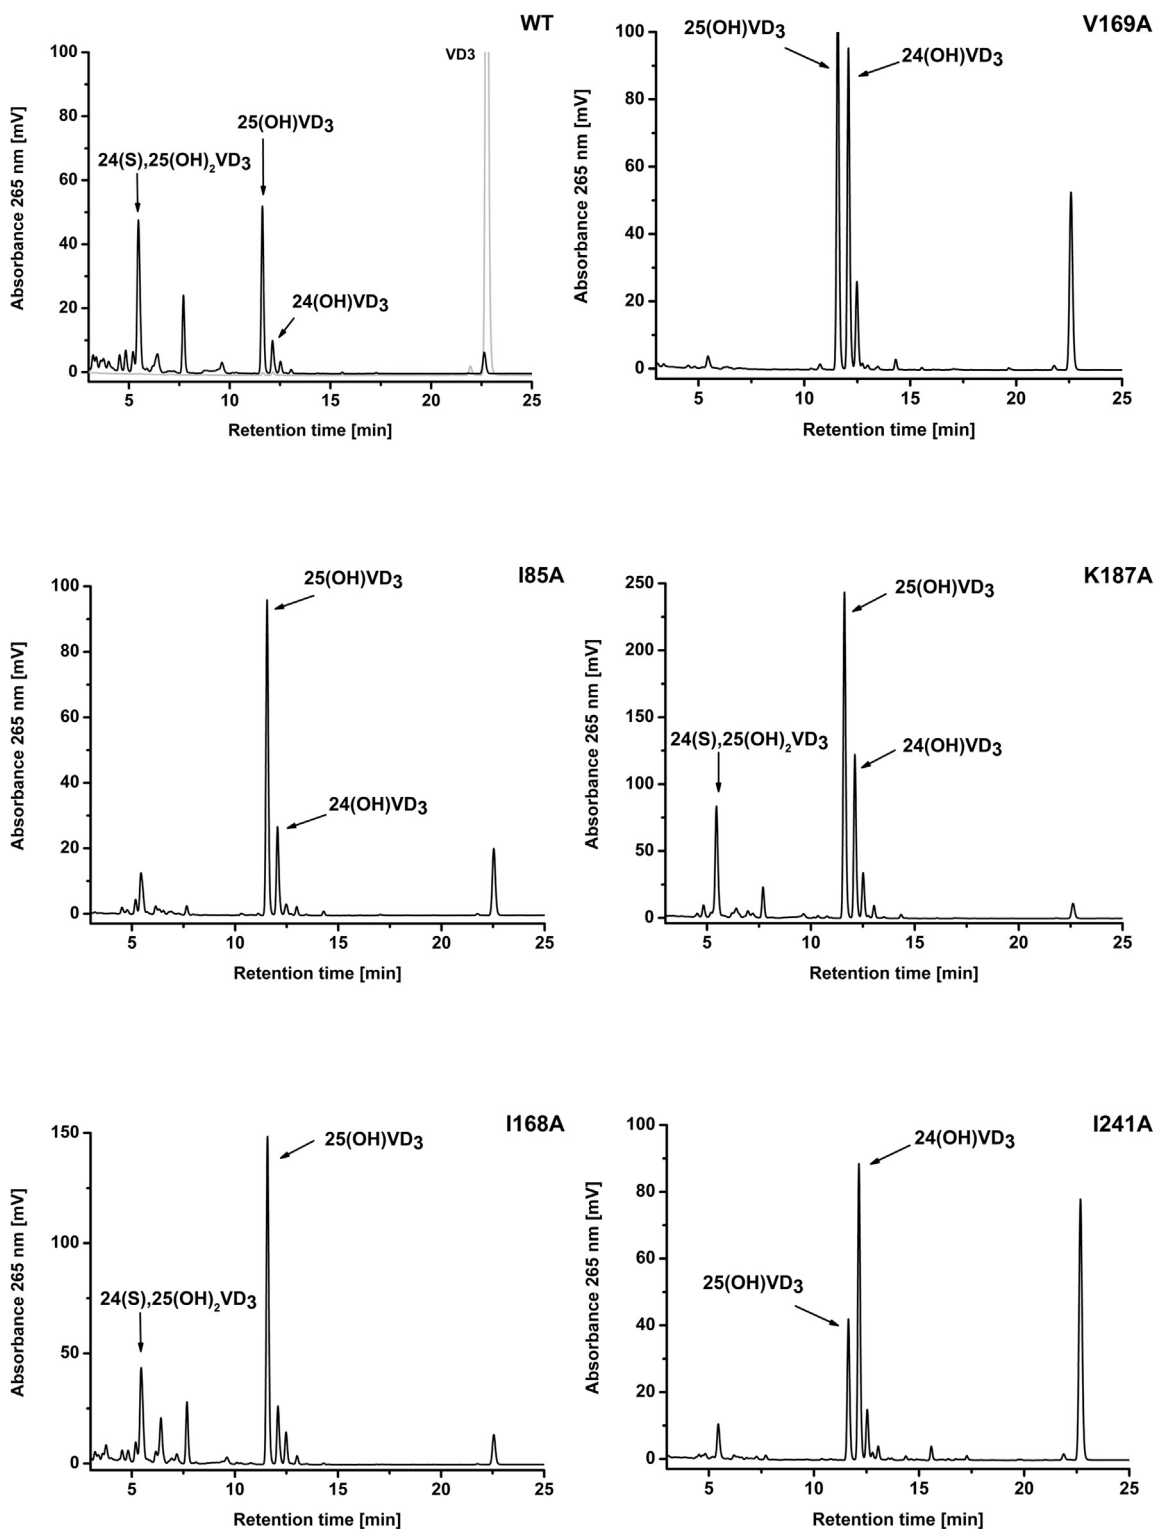 WT
100
80
60
40
20
0
5
10
15
20
25
Absorbance 265 nm [mV]
Retention time [min]
VD3
25(OH)VD3
24(S),25(OH)2VD3
24(OH)VD3
V169A
100
80
60
40
20
0
5
10
15
20
25
Absorbance 265 nm [mV]
Retention time [min]
25(OH)VD3
24(OH)VD3
I85A
100
80
60
40
20
0
5
10
15
20
25
Absorbance 265 nm [mV]
Retention time [min]
25(OH)VD3
24(OH)VD3
K187A
250
200
150
100
50
0
5
10
15
20
25
Absorbance 265 nm [mV]
Retention time [min]
25(OH)VD3
24(S),25(OH)2VD3
24(OH)VD3
I168A
150
100
50
0
5
10
15
20
25
Absorbance 265 nm [mV]
Retention time [min]
25(OH)VD3
24(S),25(OH)2VD3
I241A
100
80
60
40
20
0
5
10
15
20
25
Absorbance 265 nm [mV]
Retention time [min]
24(OH)VD3
25(OH)VD3